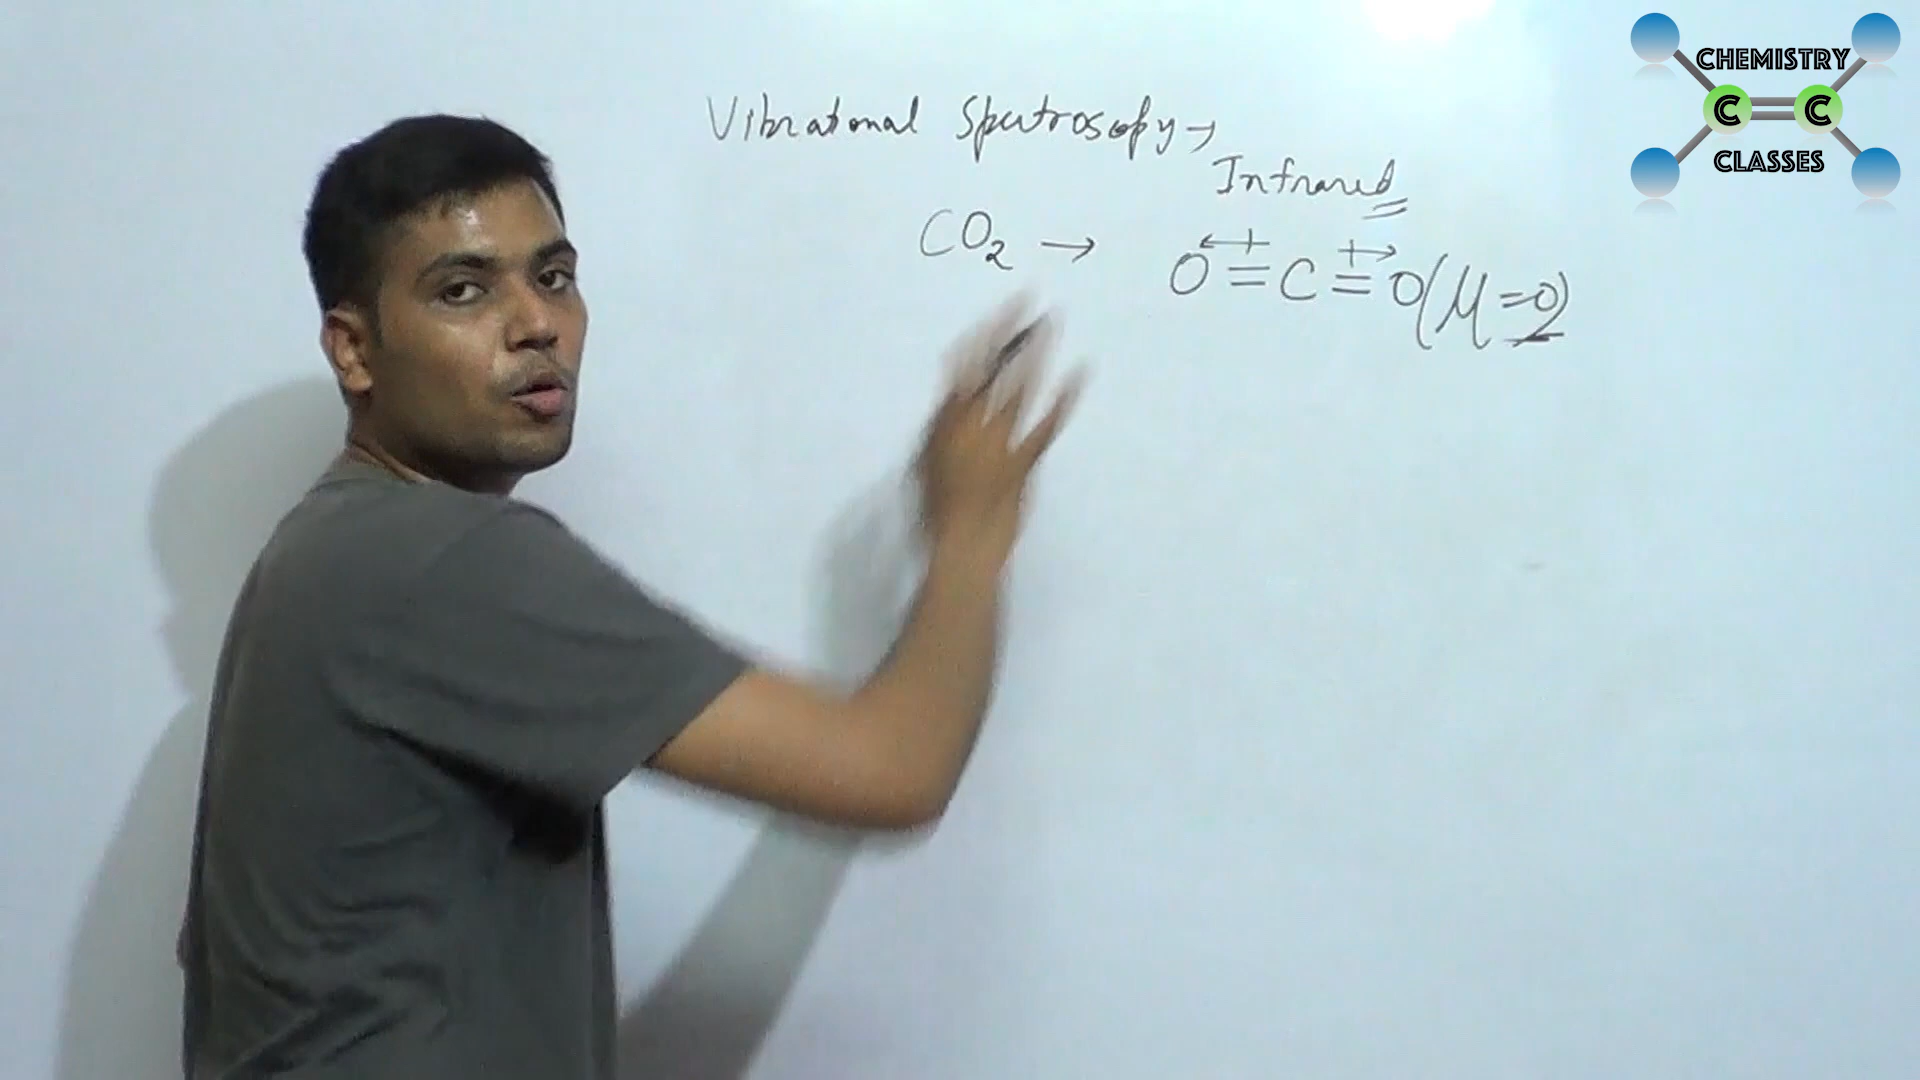 Vibrational Spectroscopy →
Infrared
CO₂ → O=C=O (μ=0)
CHEMISTRY
C=C
CLASSES